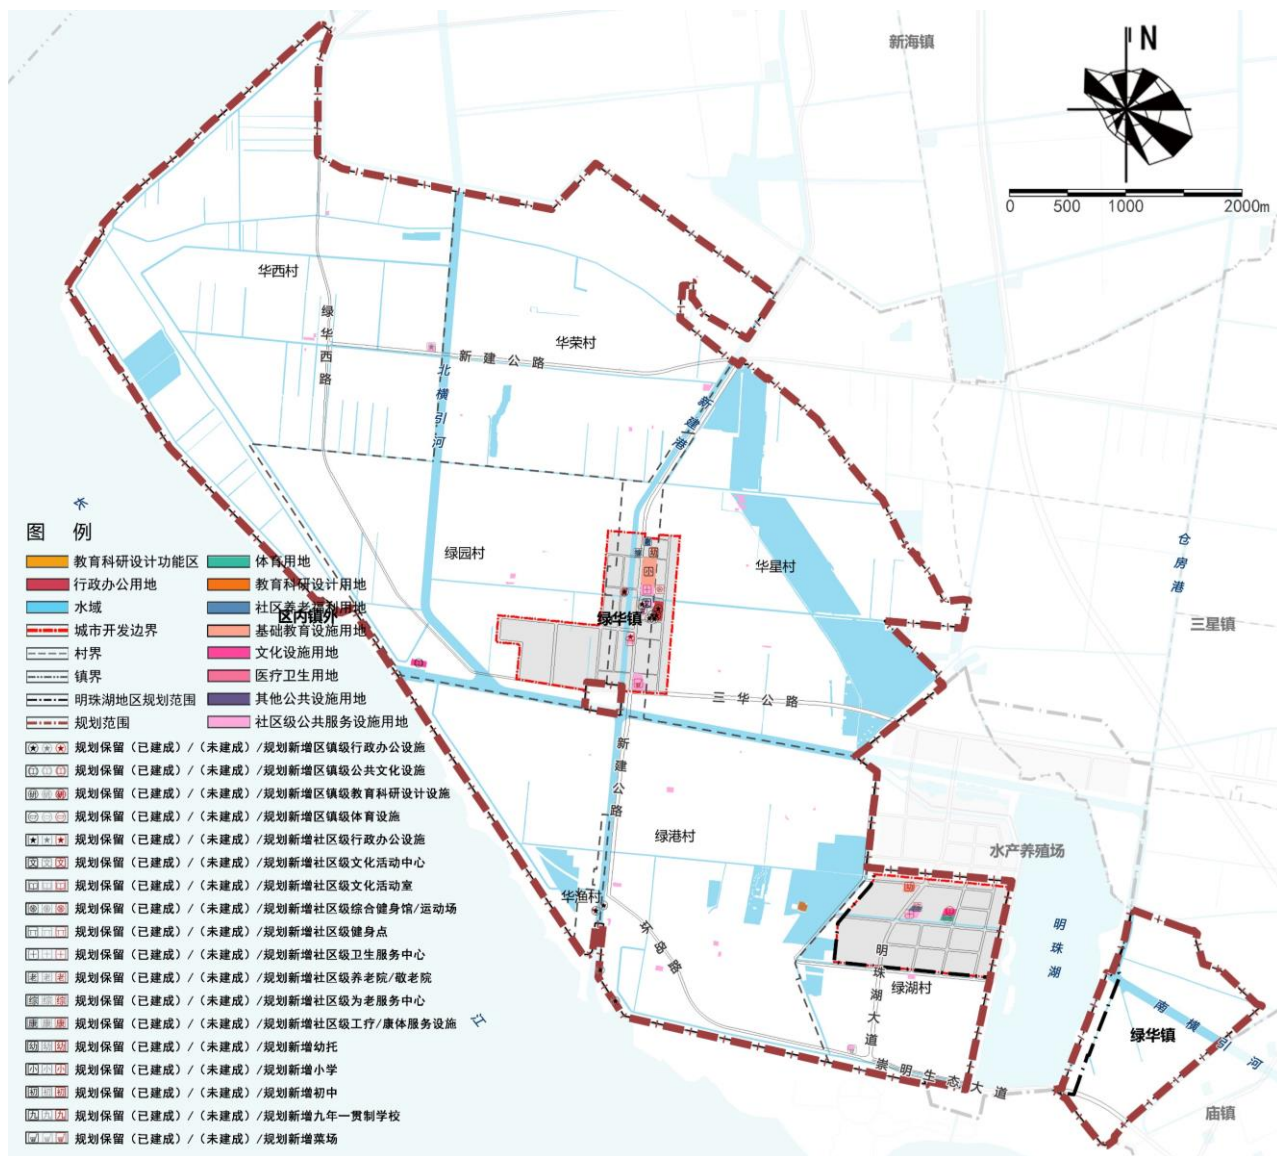 新海镇
N
0 500 1000 2000m
华西村
绿华西路
华荣村
新建公路
北横引河
新建港
长
仓房港
图 例
教育科研设计功能区
体育用地
行政办公用地
教育科研设计用地
水域
社区养老福利用地
城市开发边界
基础教育设施用地
村界
文化设施用地
镇界
医疗卫生用地
明珠湖地区规划范围
其他公共设施用地
规划范围
社区级公共服务设施用地
区内镇外
绿园村
华星村
绿华镇
三星镇
三华公路
新建公路
规划保留（已建成）/（未建成）/规划新增区镇级行政办公设施
规划保留（已建成）/（未建成）/规划新增区镇级公共文化设施
规划保留（已建成）/（未建成）/规划新增区镇级教育科研设计设施
规划保留（已建成）/（未建成）/规划新增区镇级体育设施
规划保留（已建成）/（未建成）/规划新增社区级行政办公设施
规划保留（已建成）/（未建成）/规划新增社区级文化活动中心
规划保留（已建成）/（未建成）/规划新增社区级文化活动室
规划保留（已建成）/（未建成）/规划新增社区级综合健身馆/运动场
规划保留（已建成）/（未建成）/规划新增社区级健身点
规划保留（已建成）/（未建成）/规划新增社区级卫生服务中心
老 规划保留（已建成）/（未建成）/规划新增社区级养老院/敬老院
综 规划保留（已建成）/（未建成）/规划新增社区级为老服务中心
康 规划保留（已建成）/（未建成）/规划新增社区级工疗/康体服务设施
幼 规划保留（已建成）/（未建成）/规划新增幼托
小 规划保留（已建成）/（未建成）/规划新增小学
初 规划保留（已建成）/（未建成）/规划新增初中
九 规划保留（已建成）/（未建成）/规划新增九年一贯制学校
规划保留（已建成）/（未建成）/规划新增菜场
绿港村
水产养殖场
华渔村
环岛路
明珠湖大道
明珠湖
绿湖村
江
崇明生态大道
南横引河
绿华镇
庙镇